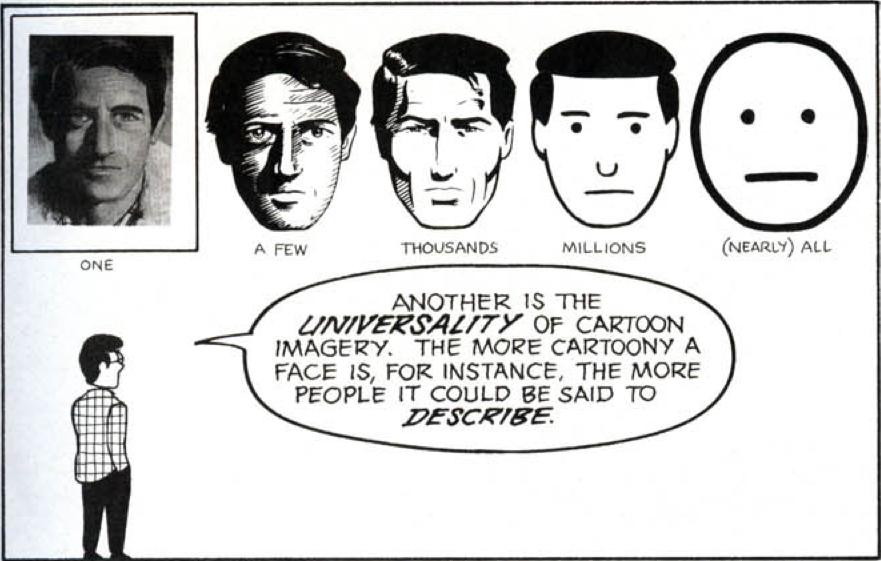 ONE
A FEW
THOUSANDS
MILLIONS
(NEARLY) ALL
ANOTHER IS THE
UNIVERSALITY OF CARTOON
IMAGERY. THE MORE CARTOONY A
FACE IS, FOR INSTANCE, THE MORE
PEOPLE IT COULD BE SAID TO
DESCRIBE.